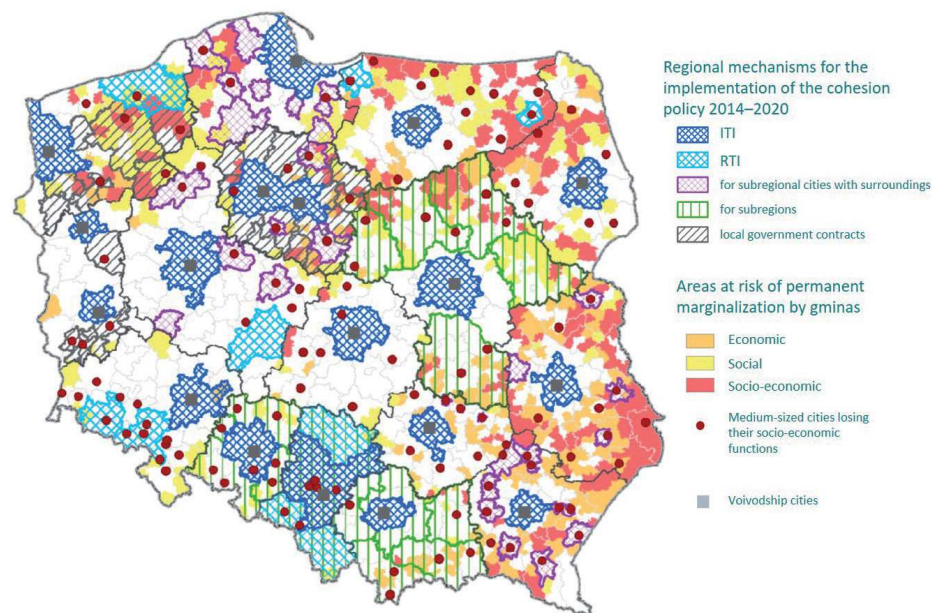 Regional mechanisms for the
implementation of the cohesion
policy 2014–2020
ITI
RTI
for subregional cities with surroundings
for subregions
local government contracts
Areas at risk of permanent
marginalization by gminas
Economic
Social
Socio-economic
Medium-sized cities losing
their socio-economic
functions
Voivodship cities